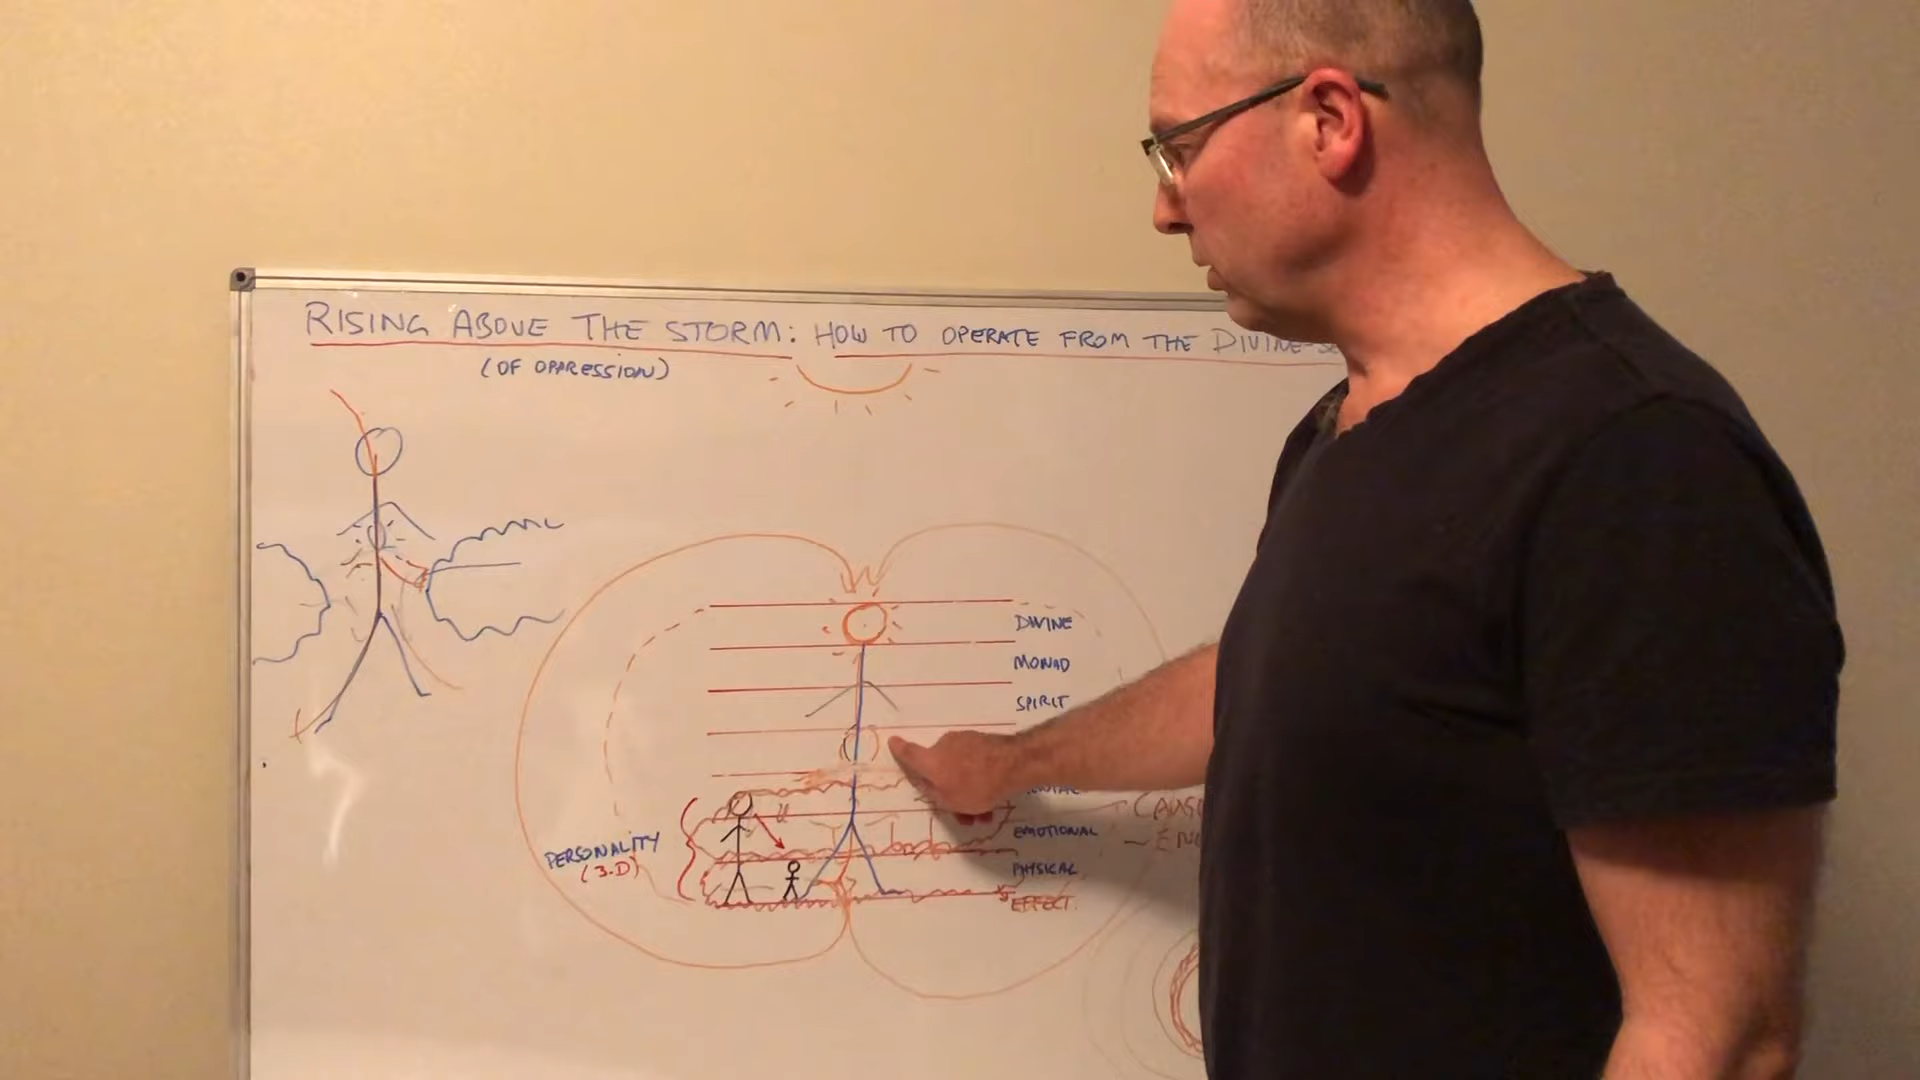 RISING ABOVE THE STORM: HOW TO OPERATE FROM THE DIVINE-
(OF OPPRESSION)
DIVINE
MONAD
SPIRIT
EMOTIONAL
PERSONALITY
(3-D)
PHYSICAL
EFFECT.